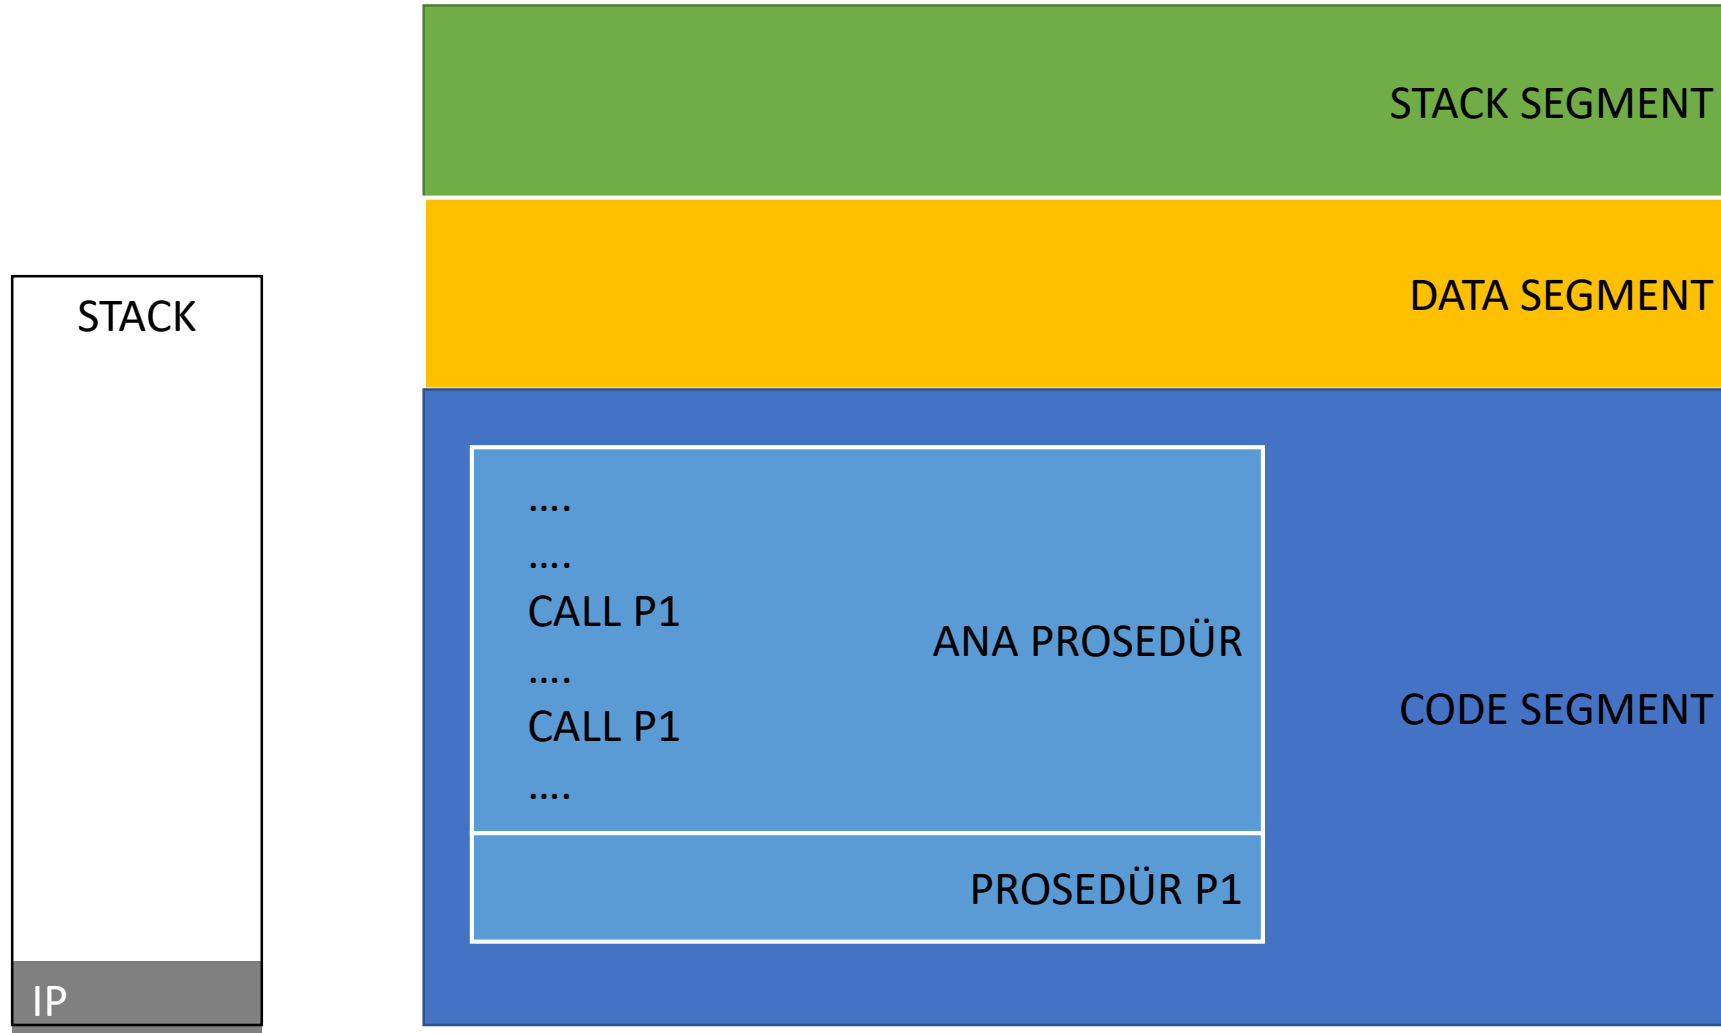 STACK SEGMENT
DATA SEGMENT
STACK
….
….
CALL P1
ANA PROSEDÜR
….
CALL P1
CODE SEGMENT
….
PROSEDÜR P1
IP